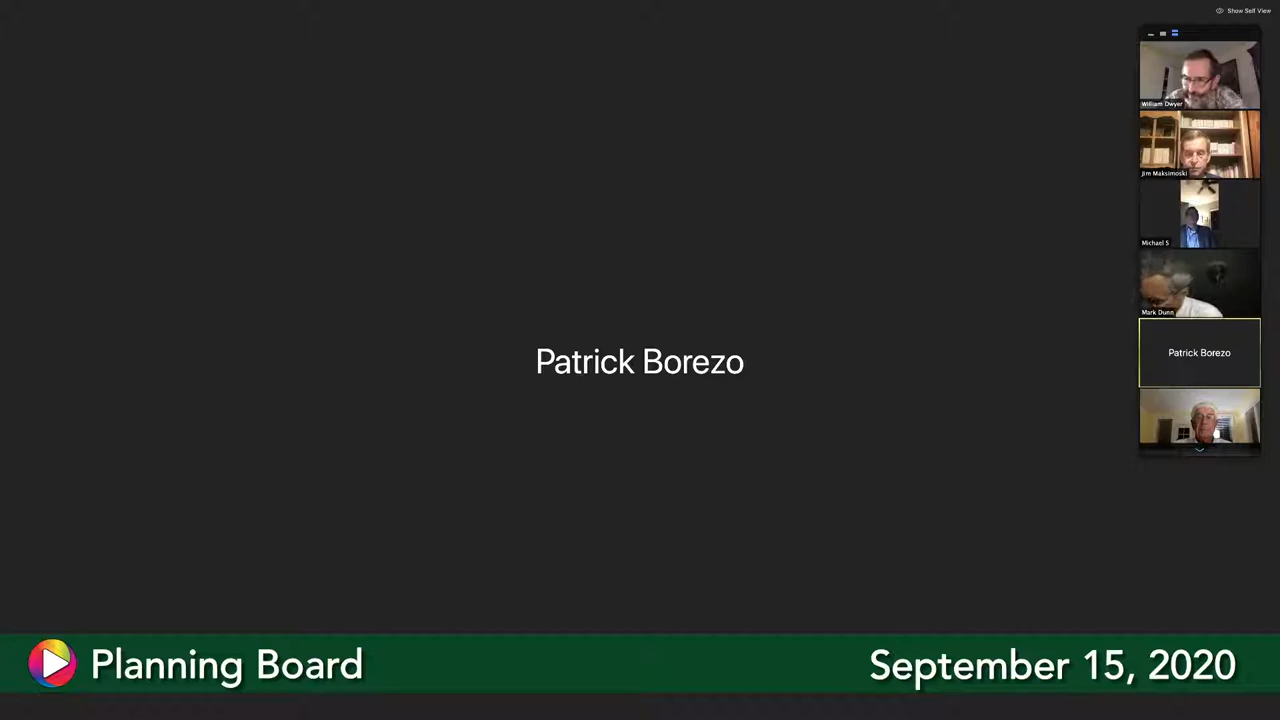 Show Self View
William Dwyer
Jim Maksimoski
Michael S
Mark Dunn
Patrick Borezo
Patrick Borezo
Planning Board
September 15, 2020